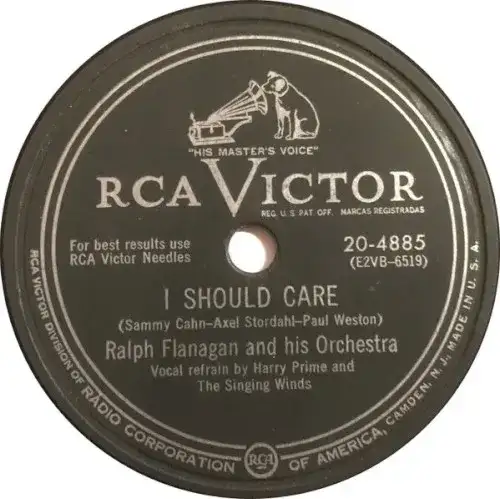 "HIS MASTER'S VOICE"
RCA VICTOR
REG. U.S. PAT. OFF. MARCAS REGISTRADAS
For best results use
RCA Victor Needles
20-4885
(E2VB-6519)
I SHOULD CARE
(Sammy Cahn-Axel Stordahl-Paul Weston)
Ralph Flanagan and his Orchestra
Vocal refrain by Harry Prime and
The Singing Winds
RCA VICTOR DIVISION OF RADIO CORPORATION RCA OF AMERICA, CAMDEN, N. J., MADE IN U. S. A.